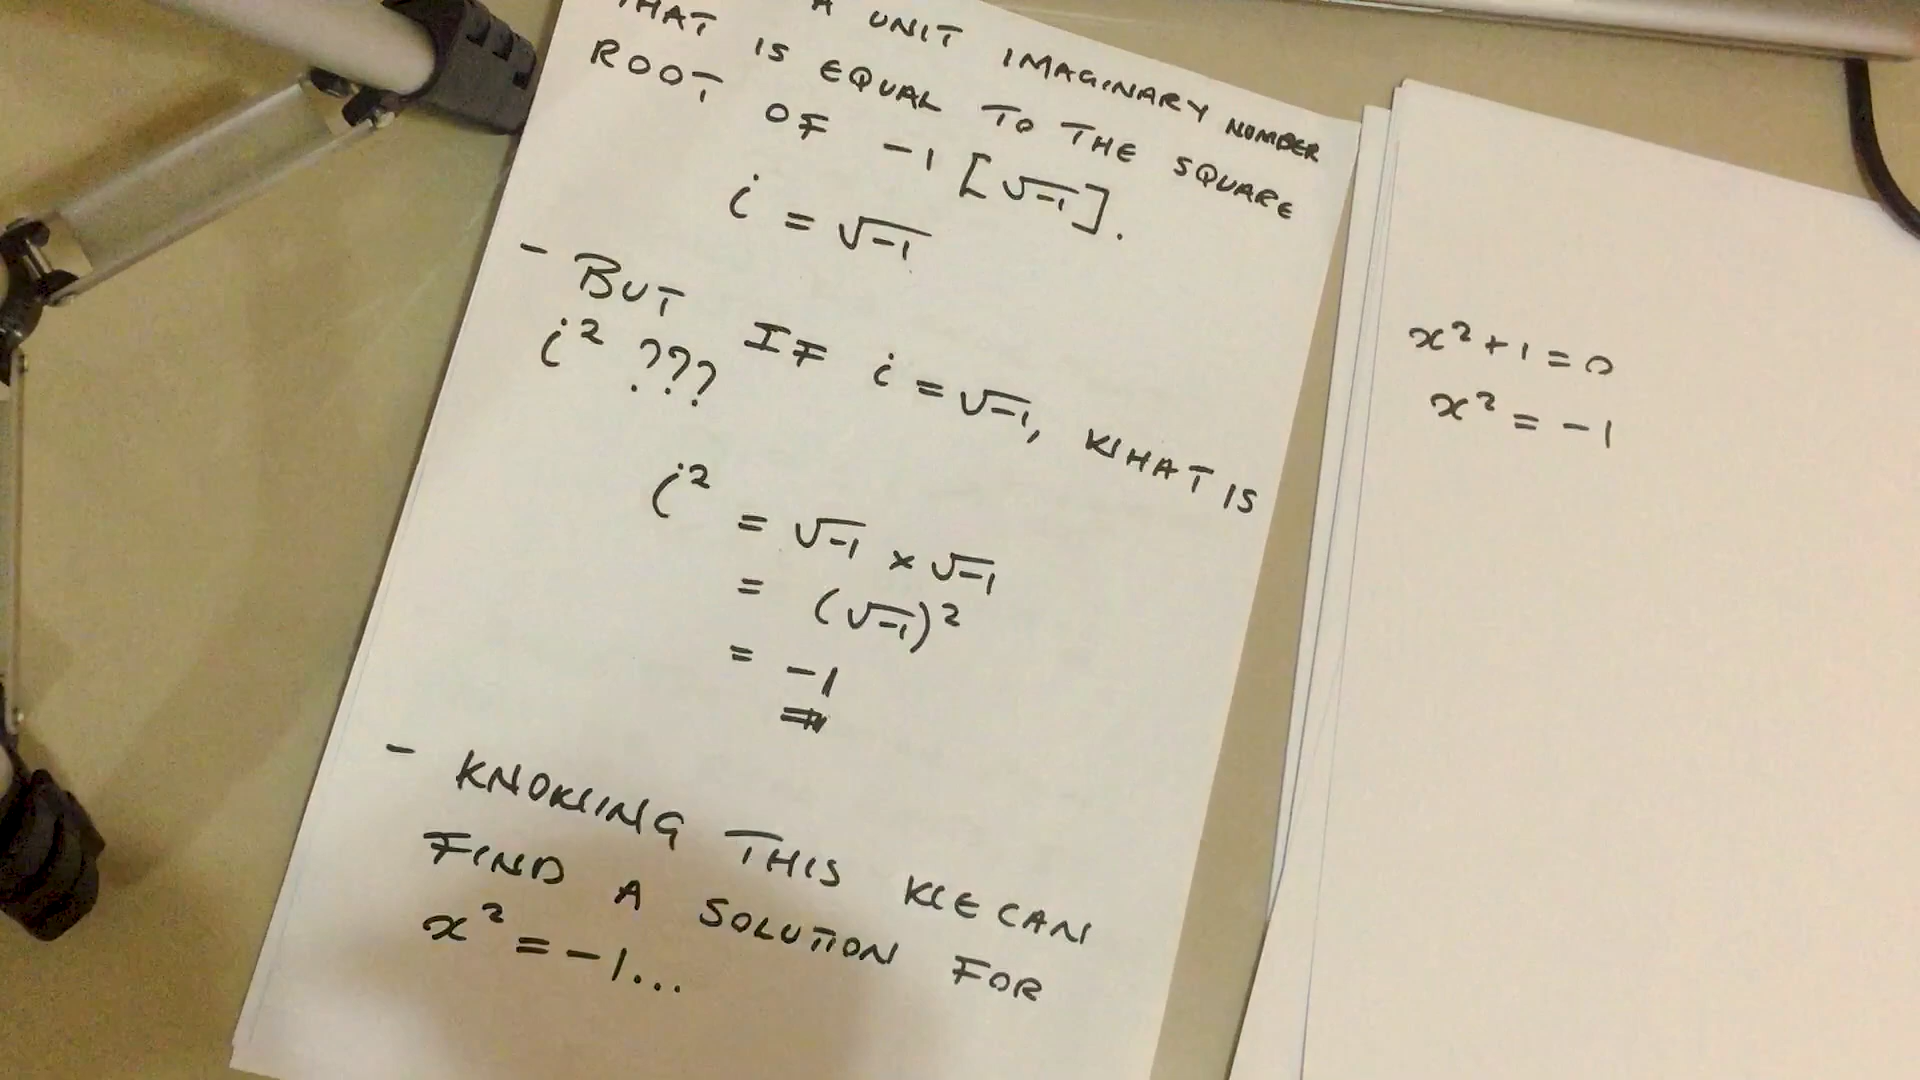 A UNIT IMAGINARY NUMBER
THAT IS EQUAL TO THE SQUARE
ROOT OF -1 [√-1].
i = √-1
- BUT IF i = √-1, WHAT IS
i² ???
i² = √-1 × √-1
= (√-1)²
= -1
- KNOWING THIS WE CAN
FIND A SOLUTION FOR
x² = -1...
x² + 1 = 0
x² = -1